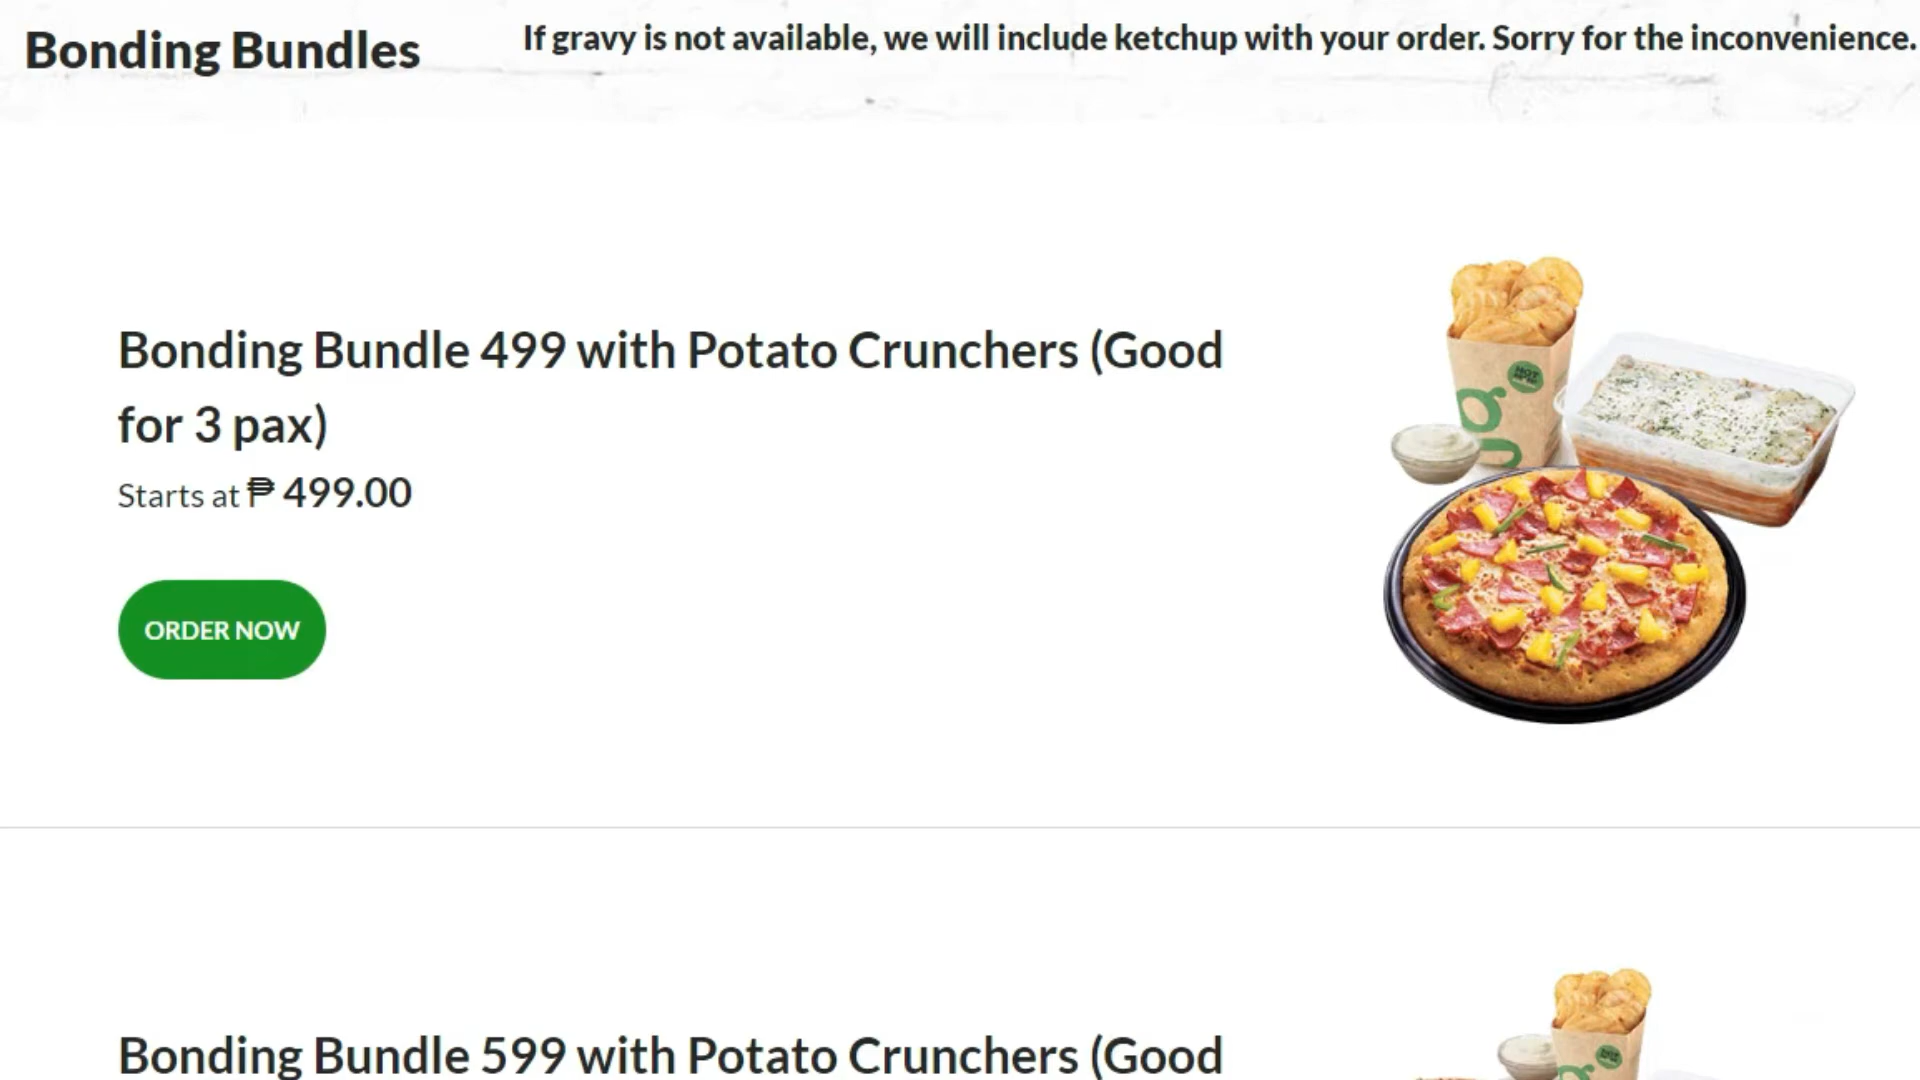 Bonding Bundles
If gravy is not available, we will include ketchup with your order. Sorry for the inconvenience.
Bonding Bundle 499 with Potato Crunchers (Good
for 3 pax)
Starts at ₱ 499.00
HOT
ORDER NOW
Bonding Bundle 599 with Potato Crunchers (Good